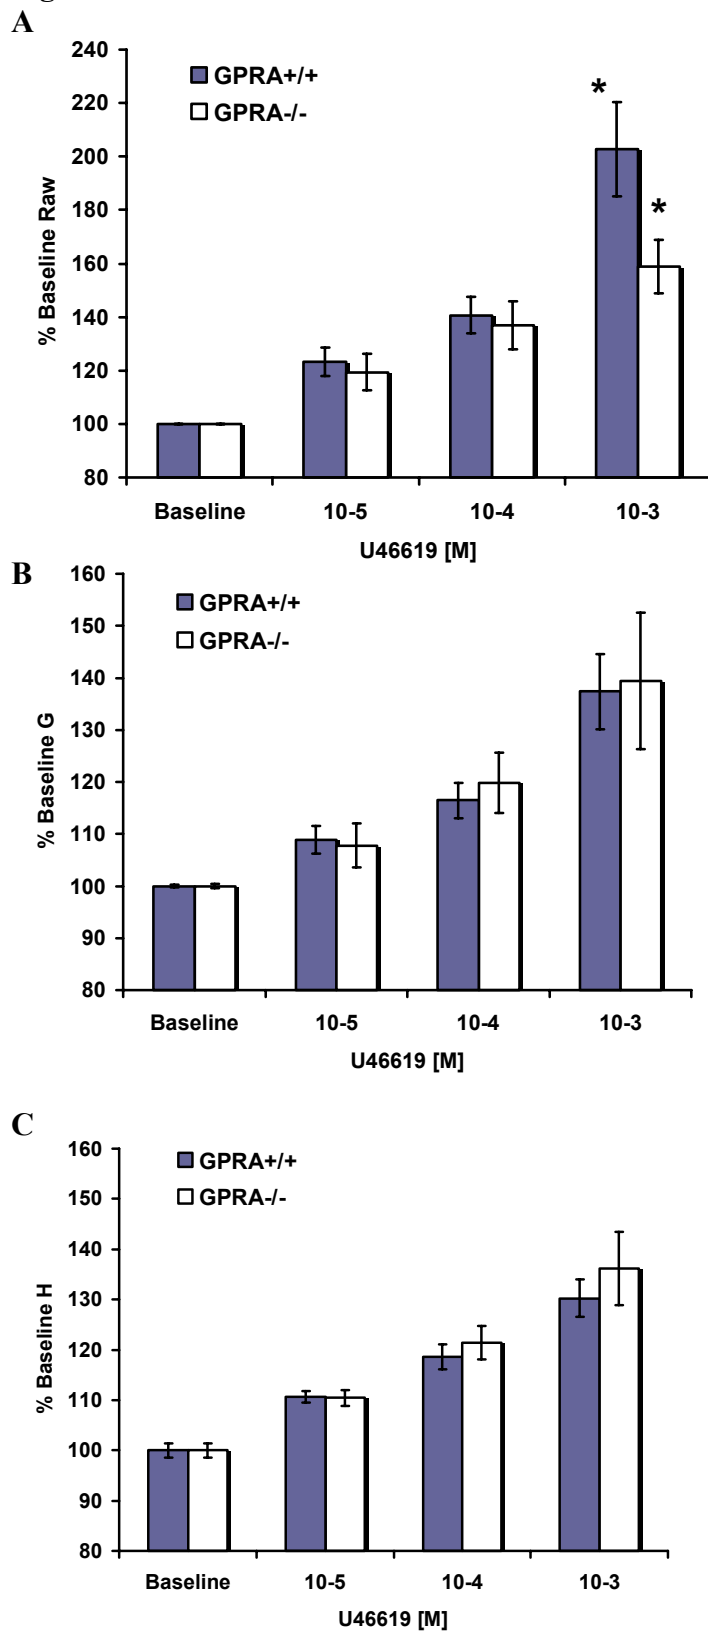 A
240
220
200
180
160
140
120
100
80
% Baseline Raw
GPRA+/+
GPRA-/-
*
*
Baseline 10-5 10-4 10-3
U46619 [M]
B
160
150
140
130
120
110
100
90
80
% Baseline G
GPRA+/+
GPRA-/-
Baseline 10-5 10-4 10-3
U46619 [M]
C
160
150
140
130
120
110
100
90
80
% Baseline H
GPRA+/+
GPRA-/-
Baseline 10-5 10-4 10-3
U46619 [M]